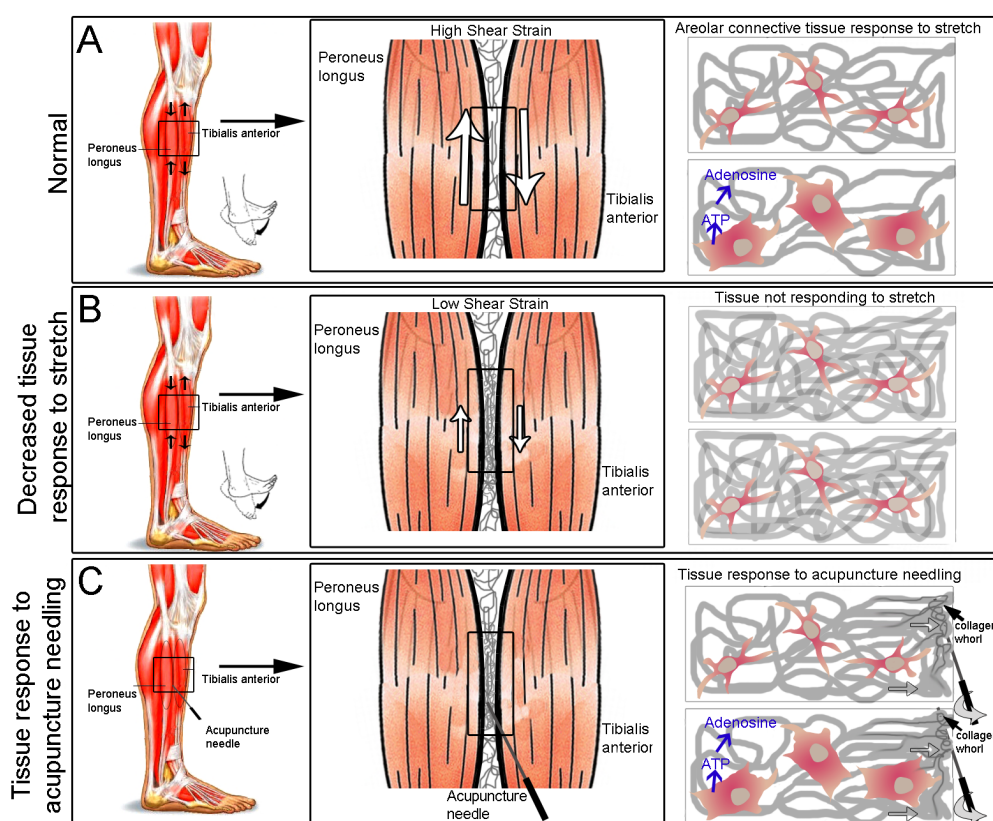 A
Normal
Peroneus
longus
Tibialis anterior
High Shear Strain
Peroneus
longus
Tibialis
anterior
Areolar connective tissue response to stretch
Adenosine
ATP
B
Decreased tissue
response to stretch
Peroneus
longus
Tibialis anterior
Low Shear Strain
Peroneus
longus
Tibialis
anterior
Tissue not responding to stretch
C
Tissue response to
acupuncture needling
Peroneus
longus
Tibialis anterior
Acupuncture
needle
Peroneus
longus
Tibialis
anterior
Acupuncture
needle
Tissue response to acupuncture needling
collagen
whorl
Adenosine
ATP
collagen
whorl